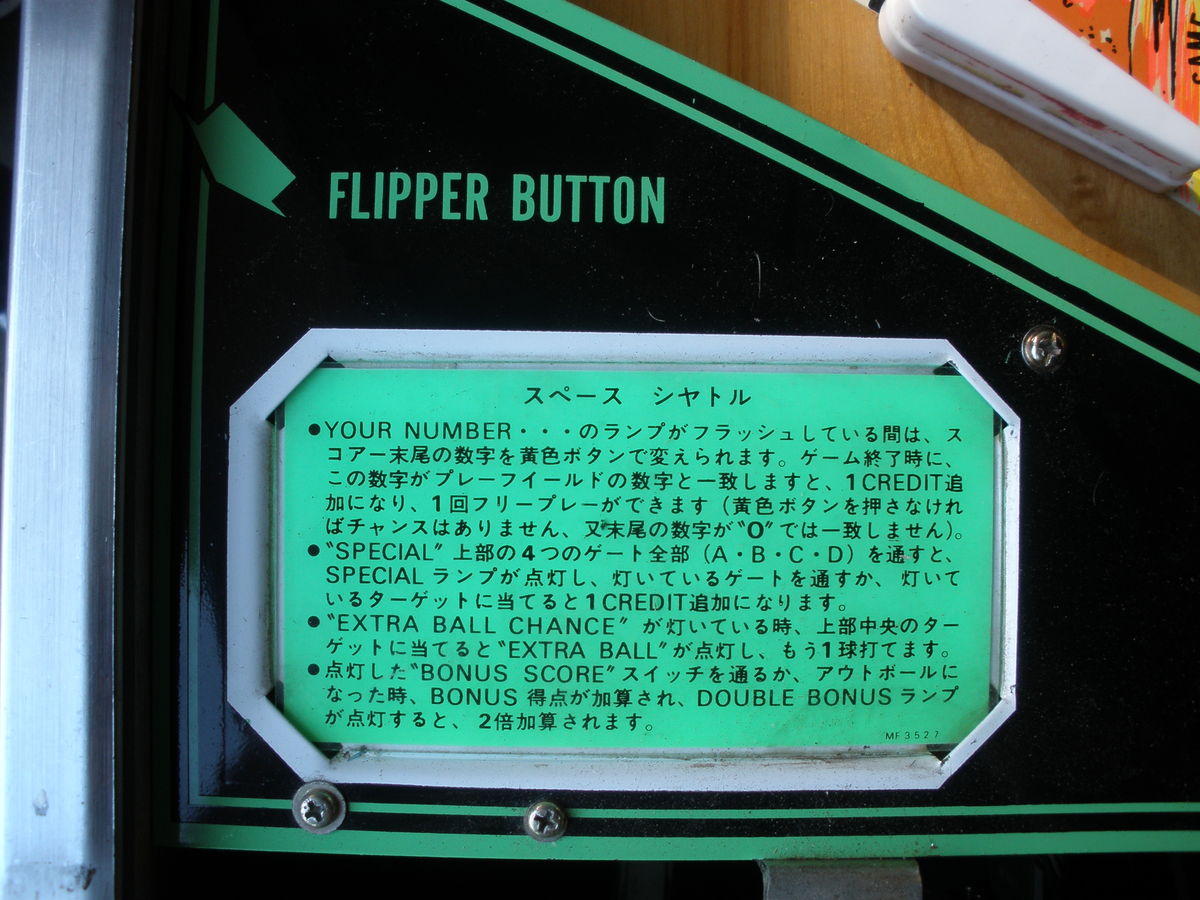 FLIPPER BUTTON
スペース シヤトル
●YOUR NUMBER・・・のランプがフラッシュしている間は、ス
コアー末尾の数字を黄色ボタンで変えられます。ゲーム終了時に、
この数字がプレーフイールドの数字と一致しますと、1CREDIT追
加になり、1回フリープレーができます（黄色ボタンを押さなけれ
ばチャンスはありません、又末尾の数字が"O"では一致しません）。
●"SPECIAL" 上部の4つのゲート全部（A・B・C・D）を通すと、
SPECIAL ランプが点灯し、灯いているゲートを通すか、灯いて
いるターゲットに当てると1CREDIT追加になります。
●"EXTRA BALL CHANCE" が灯いている時、上部中央のター
ゲットに当てると"EXTRA BALL"が点灯し、もう1球打てます。
●点灯した"BONUS SCORE"スイッチを通るか、アウトボールに
なった時、BONUS 得点が加算され、DOUBLE BONUS ランプ
が点灯すると、2倍加算されます。
MF3527